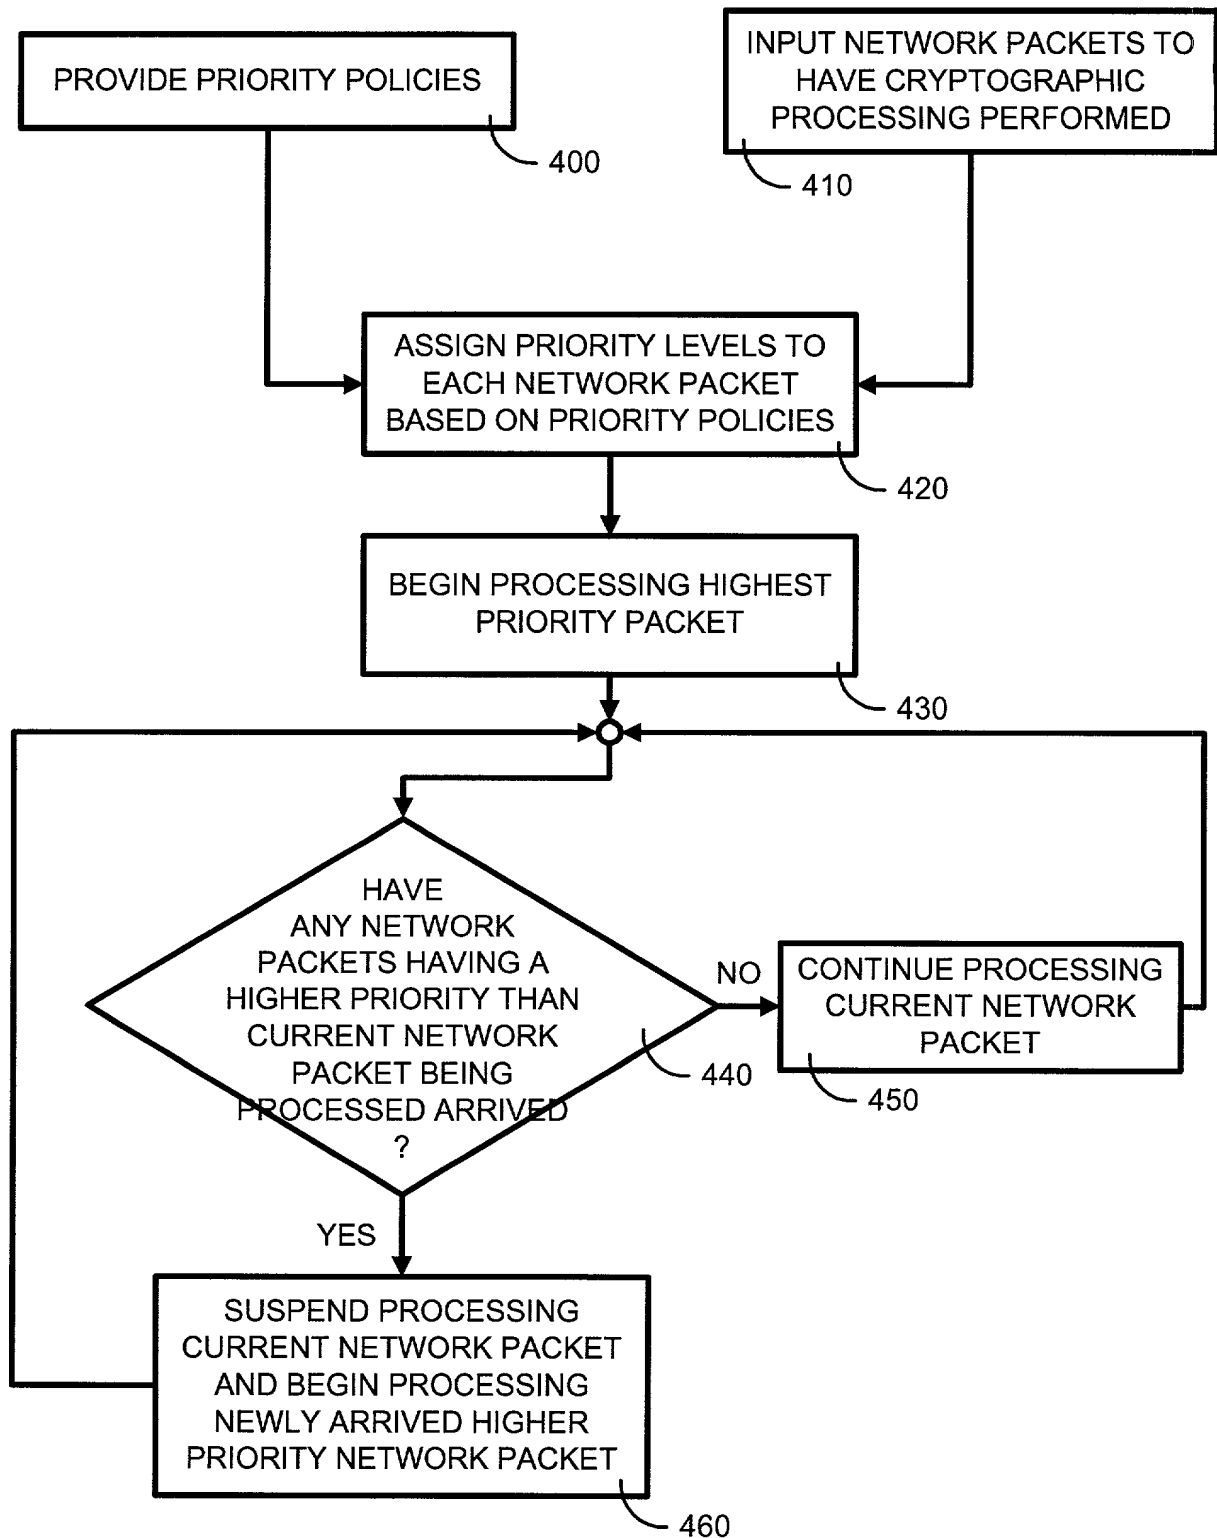 PROVIDE PRIORITY POLICIES
400
INPUT NETWORK PACKETS TO
HAVE CRYPTOGRAPHIC
PROCESSING PERFORMED
410
ASSIGN PRIORITY LEVELS TO
EACH NETWORK PACKET
BASED ON PRIORITY POLICIES
420
BEGIN PROCESSING HIGHEST
PRIORITY PACKET
430
HAVE
ANY NETWORK
PACKETS HAVING A
HIGHER PRIORITY THAN
CURRENT NETWORK
PACKET BEING
PROCESSED ARRIVED
?
440
NO
CONTINUE PROCESSING
CURRENT NETWORK
PACKET
450
YES
SUSPEND PROCESSING
CURRENT NETWORK PACKET
AND BEGIN PROCESSING
NEWLY ARRIVED HIGHER
PRIORITY NETWORK PACKET
460